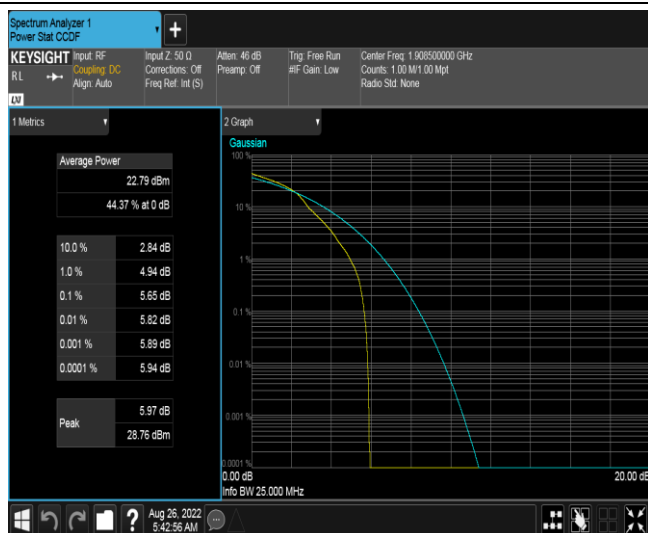 Spectrum Analyzer 1
Power Stat CCDF
+
KEYSIGHT Input: RF Input Z: 50 Ω Atten: 46 dB Trig: Free Run Center Freq: 1.908500000 GHz
R L Coupling: DC Corrections: Off Preamp: Off #IF Gain: Low Counts: 1.00 M/1.00 Mpt
Align: Auto Freq Ref: Int (S) Radio Std: None
LXI
1 Metrics
Average Power
22.79 dBm
44.37 % at 0 dB
10.0 % 2.84 dB
1.0 % 4.94 dB
0.1 % 5.65 dB
0.01 % 5.82 dB
0.001 % 5.89 dB
0.0001 % 5.94 dB
Peak 5.97 dB
28.76 dBm
2 Graph
Gaussian
100 %
10 %
1 %
0.1 %
0.01 %
0.001 %
0.0001 %
0.00 dB 20.00 dB
Info BW 25.000 MHz
? Aug 26, 2022
5:42:56 AM